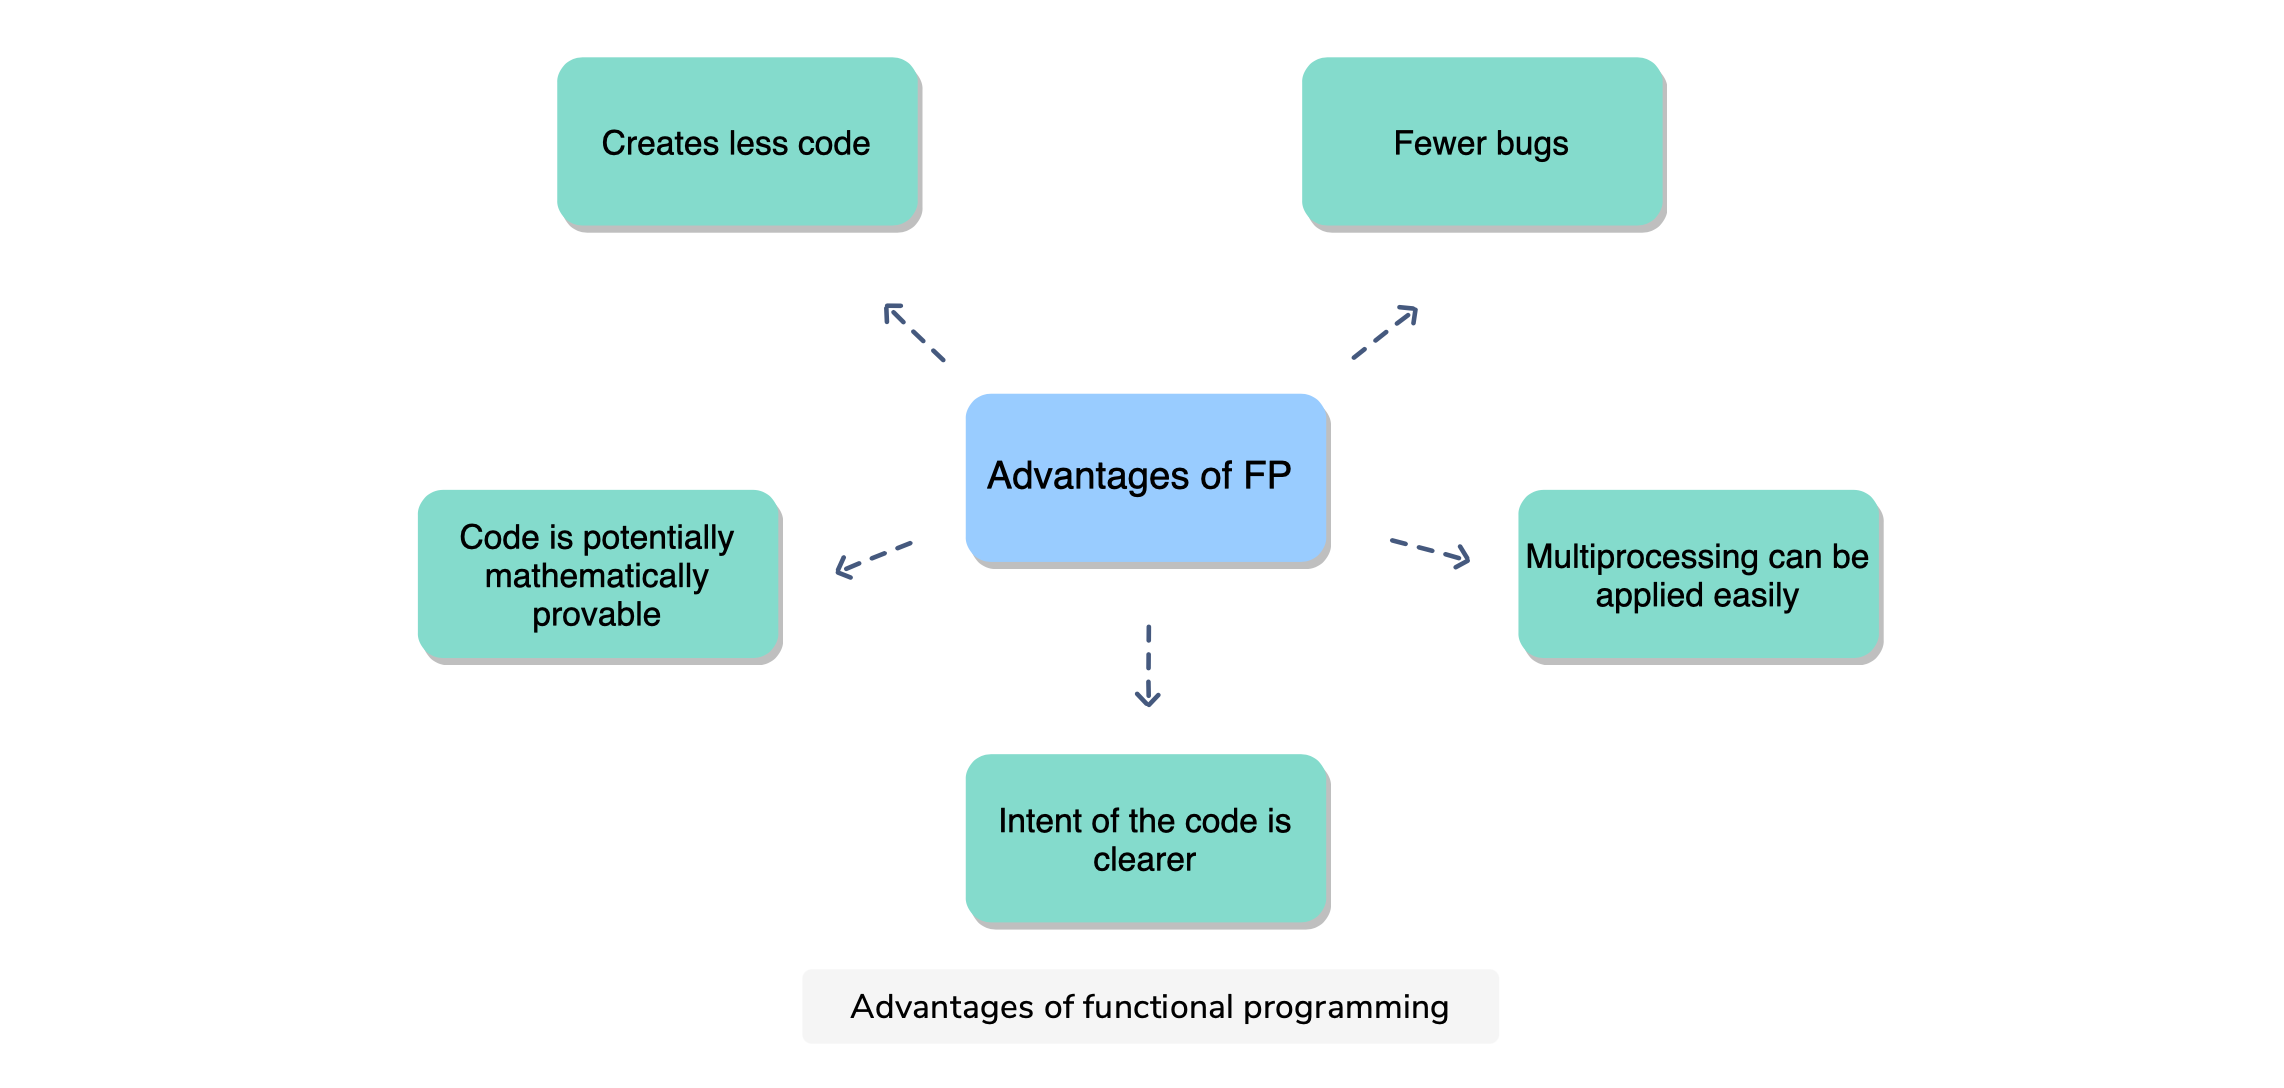 Creates less code
Fewer bugs
Advantages of FP
Code is potentially
mathematically
provable
Multiprocessing can be
applied easily
Intent of the code is
clearer
Advantages of functional programming